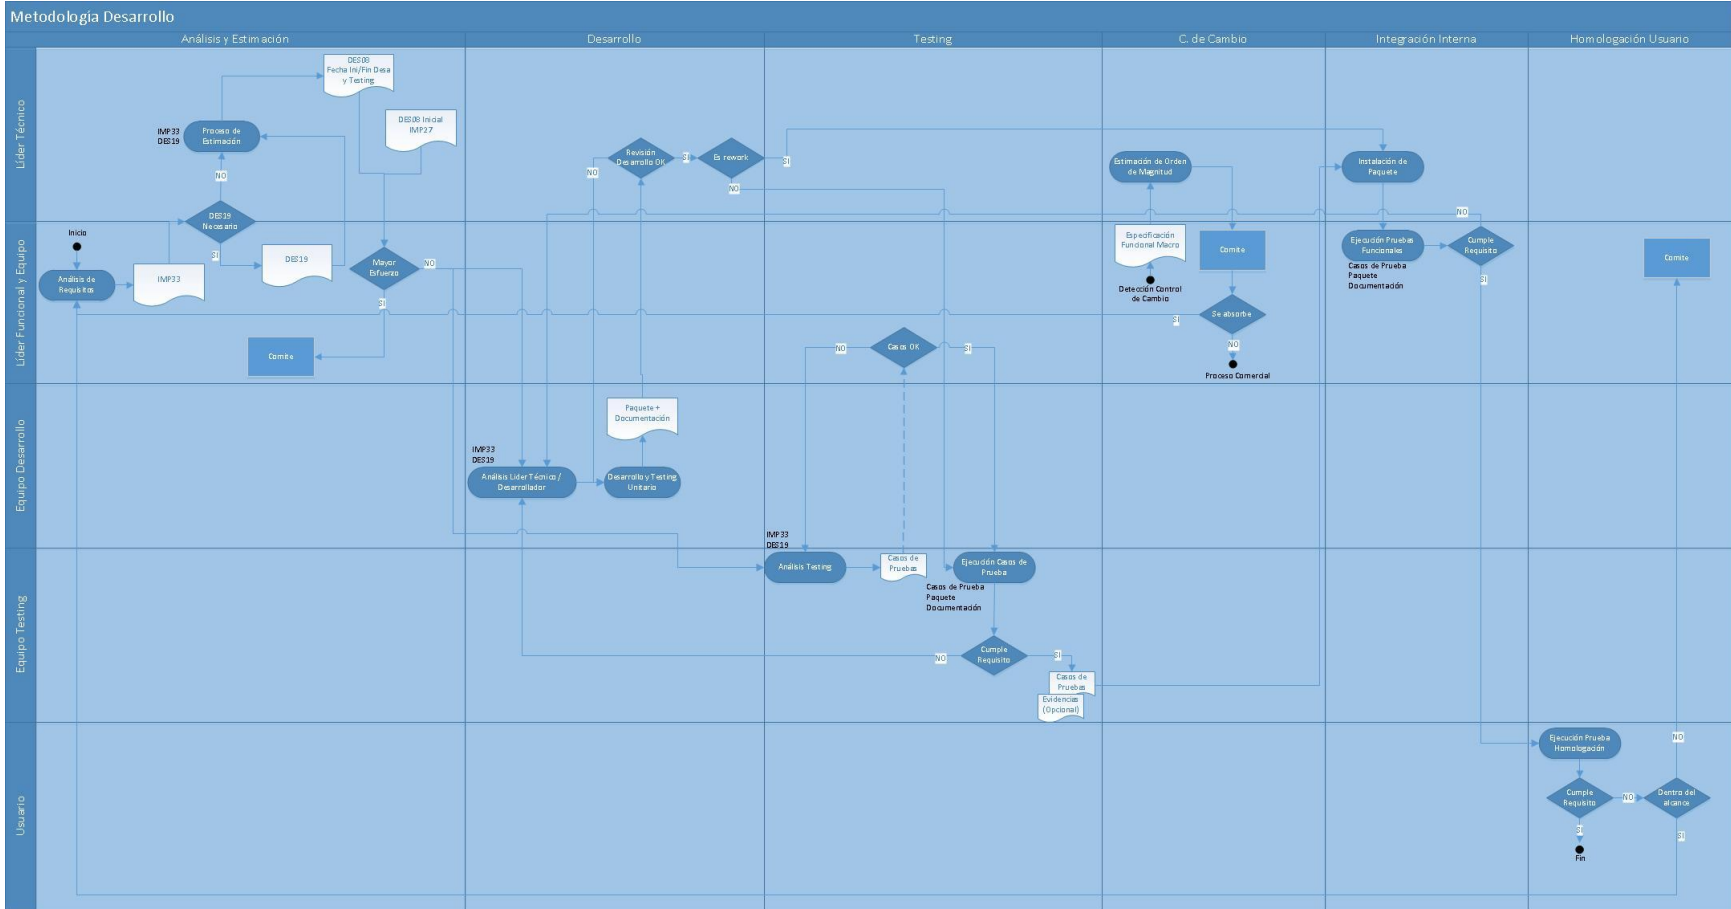 Metodología Desarrollo
Análisis y Estimación
Desarrollo
Testing
C. de Cambio
Integración Interna
Homologación Usuario
Líder Técnico
DES08
Fecha Ini/Fin Desa
y Testing
DES08 Inicial
IMP27
IMP33
DES19
Proceso de
Estimación
NO
DES19
Necesario
SI
Revisión
Desarrollo OK
NO
SI
Es rework
SI
NO
Estimación de Orden
de Magnitud
Instalación de
Paquete
NO
Líder Funcional y Equipo
Inicio
Análisis de
Requisitos
IMP33
DES19
Mayor
Esfuerzo
NO
SI
Comite
Especificación
Funcional Macro
Detección Control
de Cambio
Comite
Se absorbe
SI
NO
Proceso Comercial
Ejecución Pruebas
Funcionales
Casos de Prueba
Paquete
Documentación
Cumple
Requisito
SI
Comite
NO
Casos OK
SI
Equipo Desarrollo
Paquete +
Documentación
IMP33
DES19
Análisis Lider Técnico /
Desarrollador
Desarrollo y Testing
Unitario
Equipo Testing
IMP33
DES19
Análisis Testing
Casos de
Pruebas
Ejecución Casos de
Prueba
Casos de Prueba
Paquete
Documentación
Cumple
Requisito
NO
SI
Casos de
Pruebas
Evidencias
(Opcional)
Usuario
Ejecución Prueba
Homologación
NO
Cumple
Requisito
NO
Dentro del
alcance
SI
SI
Fin